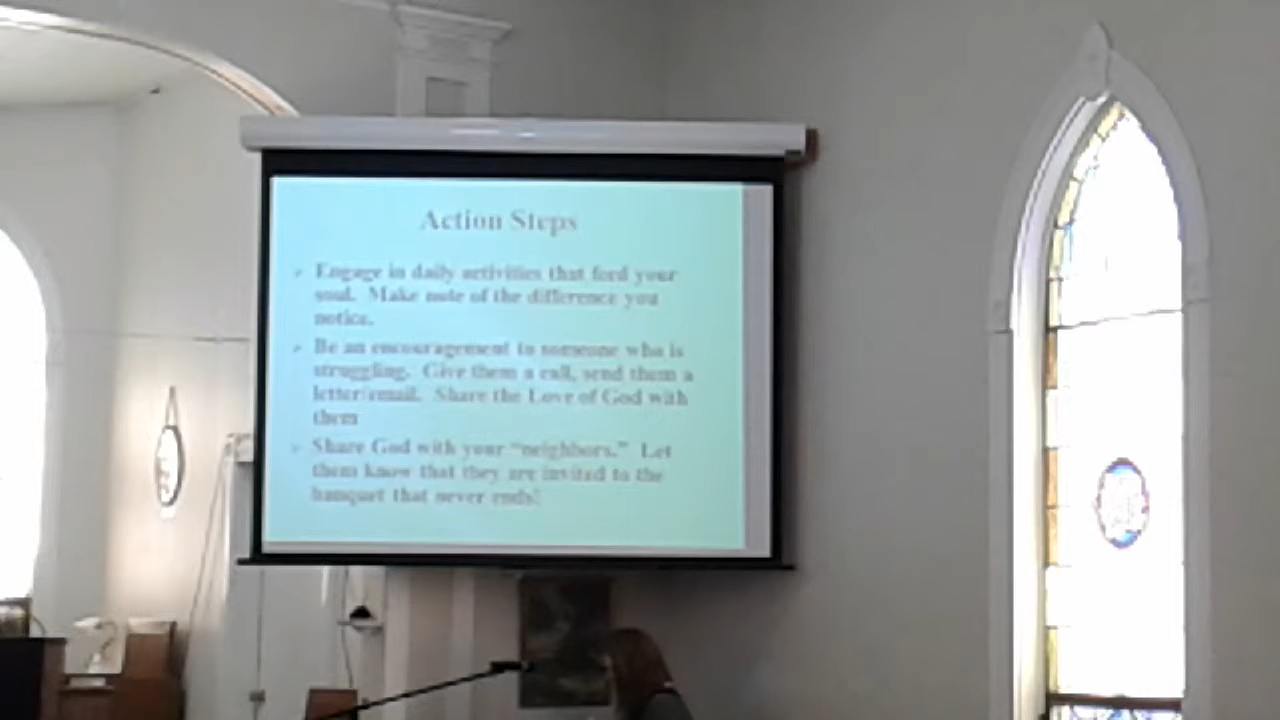 Action Steps
Engage in daily activities that feed your
soul. Make note of the difference you
notice.
Be an encouragement to someone who is
struggling. Give them a call, send them a
letter/email. Share the Love of God with
them
Share God with your “neighbors.” Let
them know that they are invited to the
banquet that never ends!